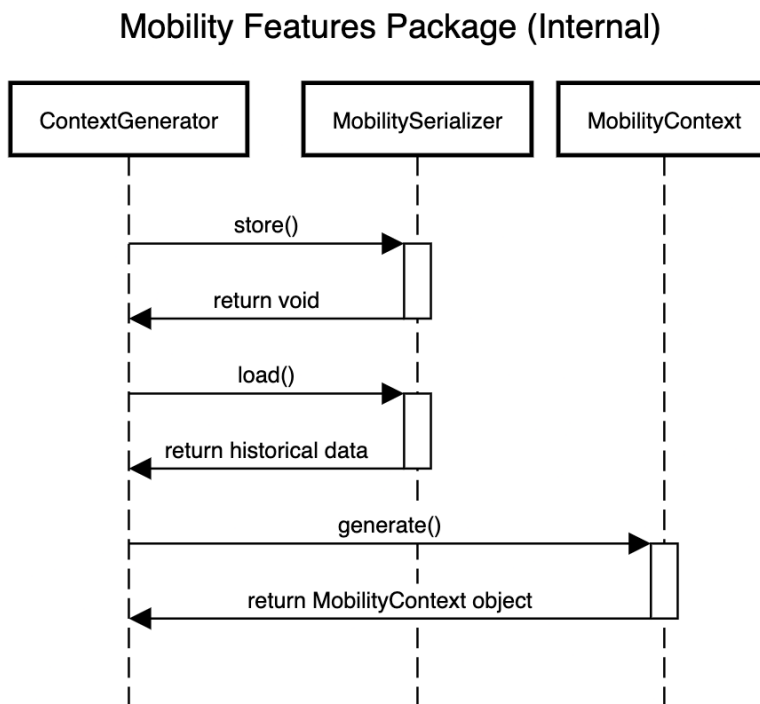 Mobility Features Package (Internal)
ContextGenerator
MobilitySerializer
MobilityContext
store()
return void
load()
return historical data
generate()
return MobilityContext object